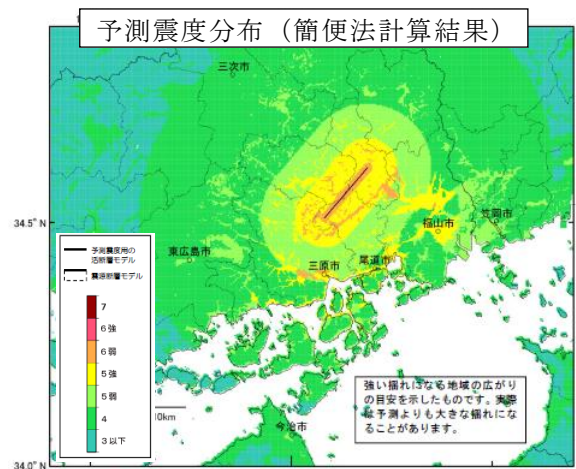 予測震度分布（簡便法計算結果）
三次市
34.5°N
福山市
笠岡市
東広島市
三原市
尾道市
予測震度用の
活断層モデル
震源断層モデル
7
6強
6弱
5強
5弱
4
3以下
10km
今治市
強い揺れになる地域の広がり
の目安を示したものです。実際
は予測よりも大きな揺れにな
ることがあります。
34.0°N